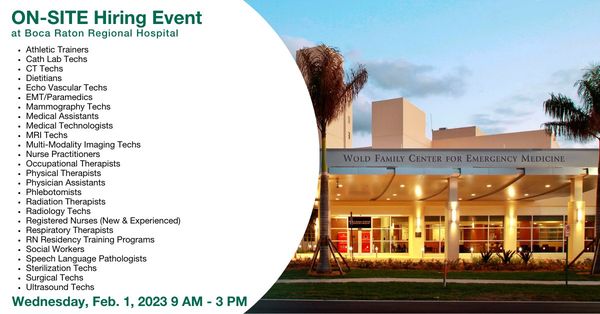 ON-SITE Hiring Event
at Boca Raton Regional Hospital
• Athletic Trainers
• Cath Lab Techs
• CT Techs
• Dietitians
• Echo Vascular Techs
• EMT/Paramedics
• Mammography Techs
• Medical Assistants
• Medical Technologists
• MRI Techs
• Multi-Modality Imaging Techs
• Nurse Practitioners
• Occupational Therapists
• Physical Therapists
• Physician Assistants
• Phlebotomists
• Radiation Therapists
• Radiology Techs
• Registered Nurses (New & Experienced)
• Respiratory Therapists
• RN Residency Training Programs
• Social Workers
• Speech Language Pathologists
• Sterilization Techs
• Surgical Techs
• Ultrasound Techs
Wednesday, Feb. 1, 2023 9 AM - 3 PM
WOLD FAMILY CENTER FOR EMERGENCY MEDICINE